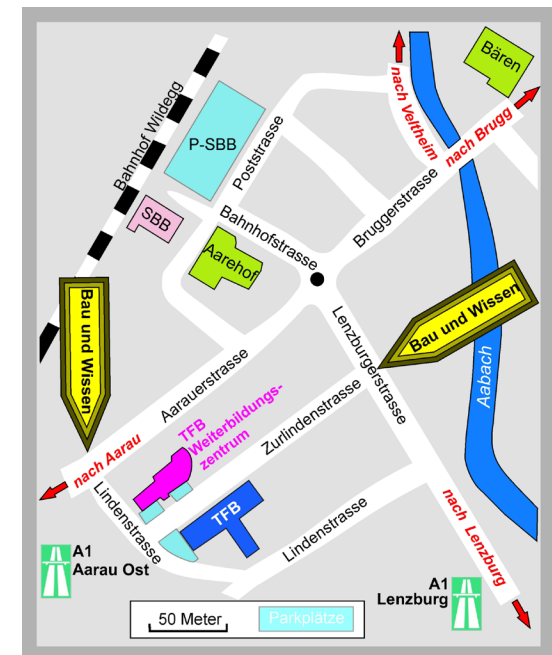 Bären
nach Veltheim
nach Brugg
Bahnhof Wildegg
P-SBB
Poststrasse
SBB
Bahnhofstrasse
Bruggerstrasse
Aarehof
Bau und Wissen
Bau und Wissen
Lenzburgerstrasse
Aabach
Aarauerstrasse
TFB
Weiterbildungs-
zentrum
Zurlindenstrasse
nach Aarau
Lindenstrasse
TFB
Lindenstrasse
nach Lenzburg
A1
Aarau Ost
A1
Lenzburg
50 Meter
Parkplätze